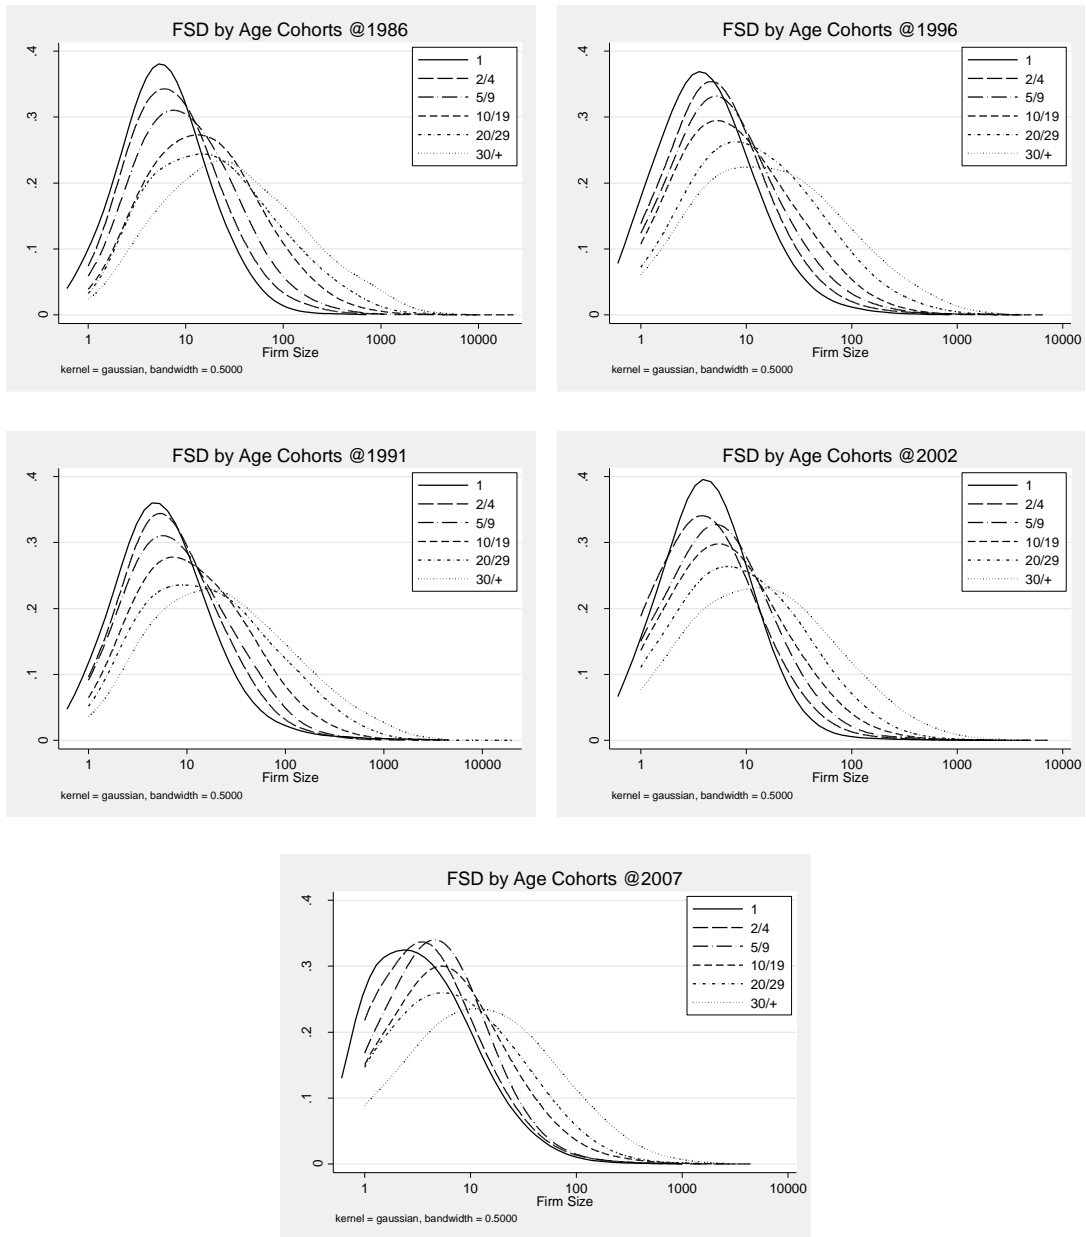 FSD by Age Cohorts @1986
.4
.3
.2
.1
0
1
2/4
5/9
10/19
20/29
30/+
1 10 100 1000 10000
Firm Size
kernel = gaussian, bandwidth = 0.5000
FSD by Age Cohorts @1996
.4
.3
.2
.1
0
1
2/4
5/9
10/19
20/29
30/+
1 10 100 1000 10000
Firm Size
kernel = gaussian, bandwidth = 0.5000
FSD by Age Cohorts @1991
.4
.3
.2
.1
0
1
2/4
5/9
10/19
20/29
30/+
1 10 100 1000 10000
Firm Size
kernel = gaussian, bandwidth = 0.5000
FSD by Age Cohorts @2002
.4
.3
.2
.1
0
1
2/4
5/9
10/19
20/29
30/+
1 10 100 1000 10000
Firm Size
kernel = gaussian, bandwidth = 0.5000
FSD by Age Cohorts @2007
.4
.3
.2
.1
0
1
2/4
5/9
10/19
20/29
30/+
1 10 100 1000 10000
Firm Size
kernel = gaussian, bandwidth = 0.5000